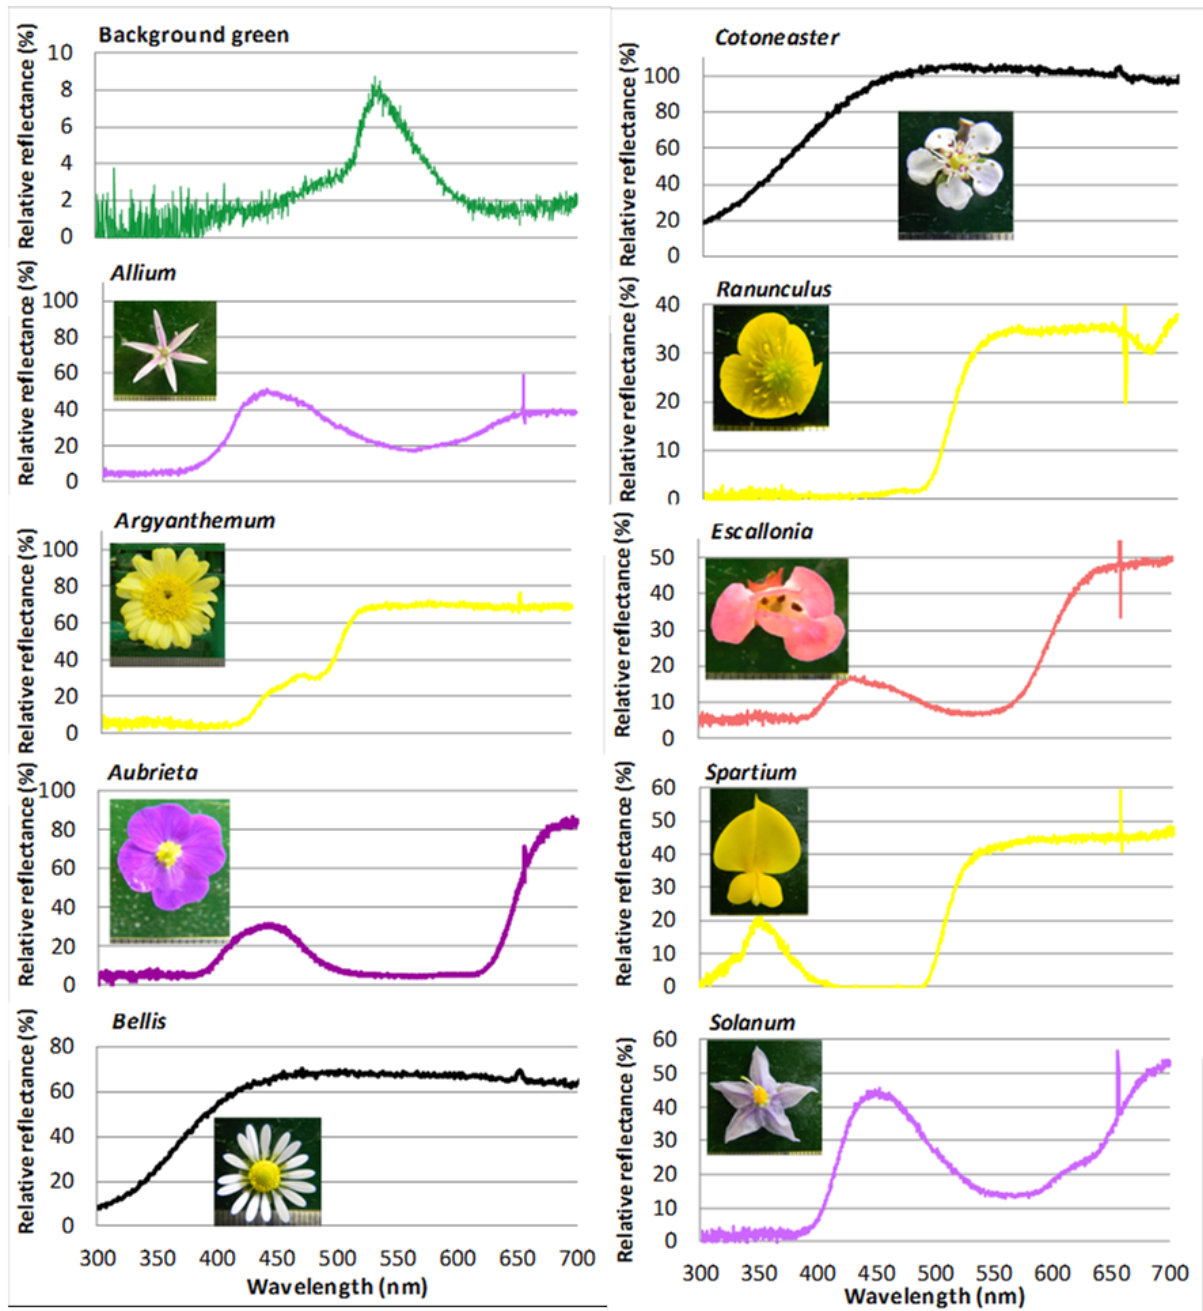 Background green
Relative reflectance (%)
10
8
6
4
2
0
Allium
Relative reflectance (%)
100
80
60
40
20
0
Argyanthemum
Relative reflectance (%)
100
80
60
40
20
0
Aubrieta
Relative reflectance (%)
100
80
60
40
20
0
Bellis
Relative reflectance (%)
80
60
40
20
0
300 350 400 450 500 550 600 650 700
Wavelength (nm)
Cotoneaster
Relative reflectance (%)
100
80
60
40
20
0
Ranunculus
Relative reflectance (%)
40
30
20
10
0
Escallonia
Relative reflectance (%)
50
40
30
20
10
0
Spartium
Relative reflectance (%)
60
50
40
30
20
10
0
Solanum
Relative reflectance (%)
60
50
40
30
20
10
0
300 350 400 450 500 550 600 650 700
Wavelength (nm)